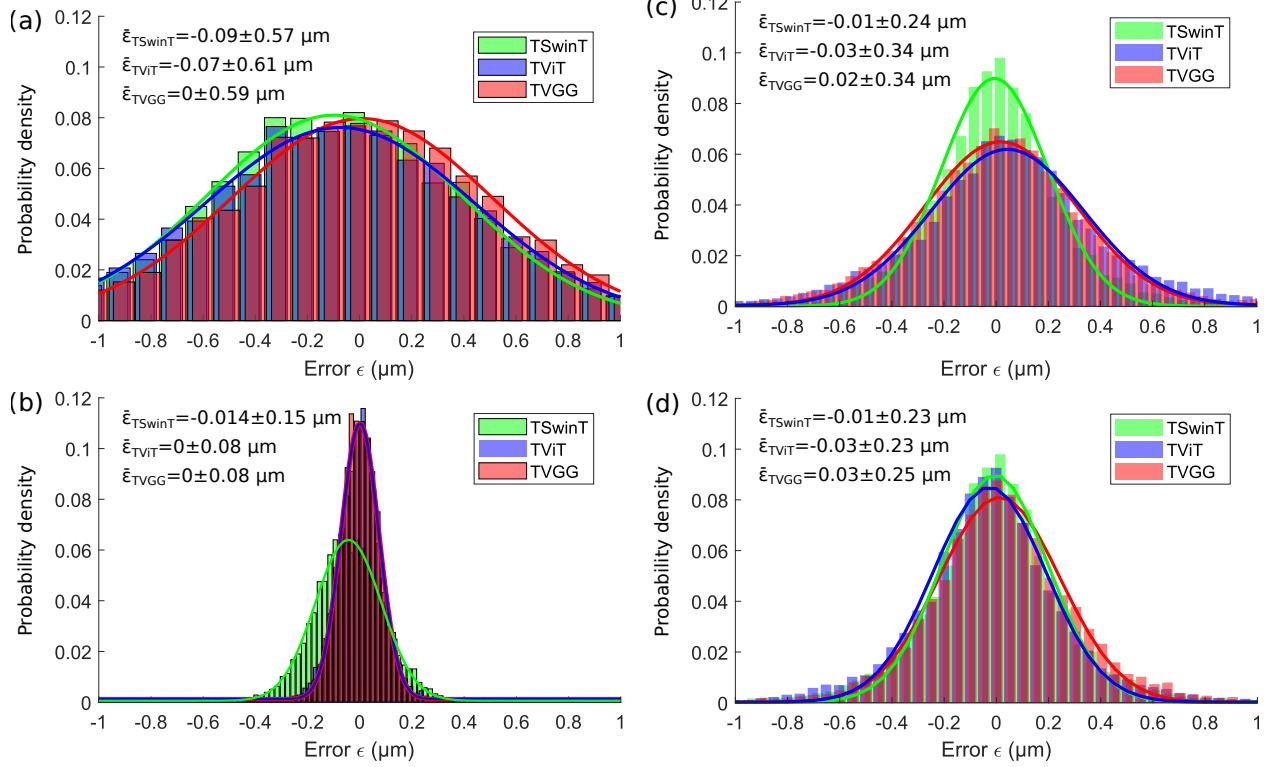 (a)
0.12
0.1
0.08
0.06
0.04
0.02
0
Probability density
ε̄TSwinT=-0.09±0.57 μm
ε̄TViT=-0.07±0.61 μm
ε̄TVGG=0±0.59 μm
TSwinT
TViT
TVGG
-1 -0.8 -0.6 -0.4 -0.2 0 0.2 0.4 0.6 0.8 1
Error ϵ (μm)
(c)
0.12
0.1
0.08
0.06
0.04
0.02
0
Probability density
ε̄TSwinT=-0.01±0.24 μm
ε̄TViT=-0.03±0.34 μm
ε̄TVGG=0.02±0.34 μm
TSwinT
TViT
TVGG
-1 -0.8 -0.6 -0.4 -0.2 0 0.2 0.4 0.6 0.8 1
Error ϵ (μm)
(b)
0.12
0.1
0.08
0.06
0.04
0.02
0
Probability density
ε̄TSwinT=-0.014±0.15 μm
ε̄TViT=0±0.08 μm
ε̄TVGG=0±0.08 μm
TSwinT
TViT
TVGG
-1 -0.8 -0.6 -0.4 -0.2 0 0.2 0.4 0.6 0.8 1
Error ϵ (μm)
(d)
0.12
0.1
0.08
0.06
0.04
0.02
0
Probability density
ε̄TSwinT=-0.01±0.23 μm
ε̄TViT=-0.03±0.23 μm
ε̄TVGG=0.03±0.25 μm
TSwinT
TViT
TVGG
-1 -0.8 -0.6 -0.4 -0.2 0 0.2 0.4 0.6 0.8 1
Error ϵ (μm)